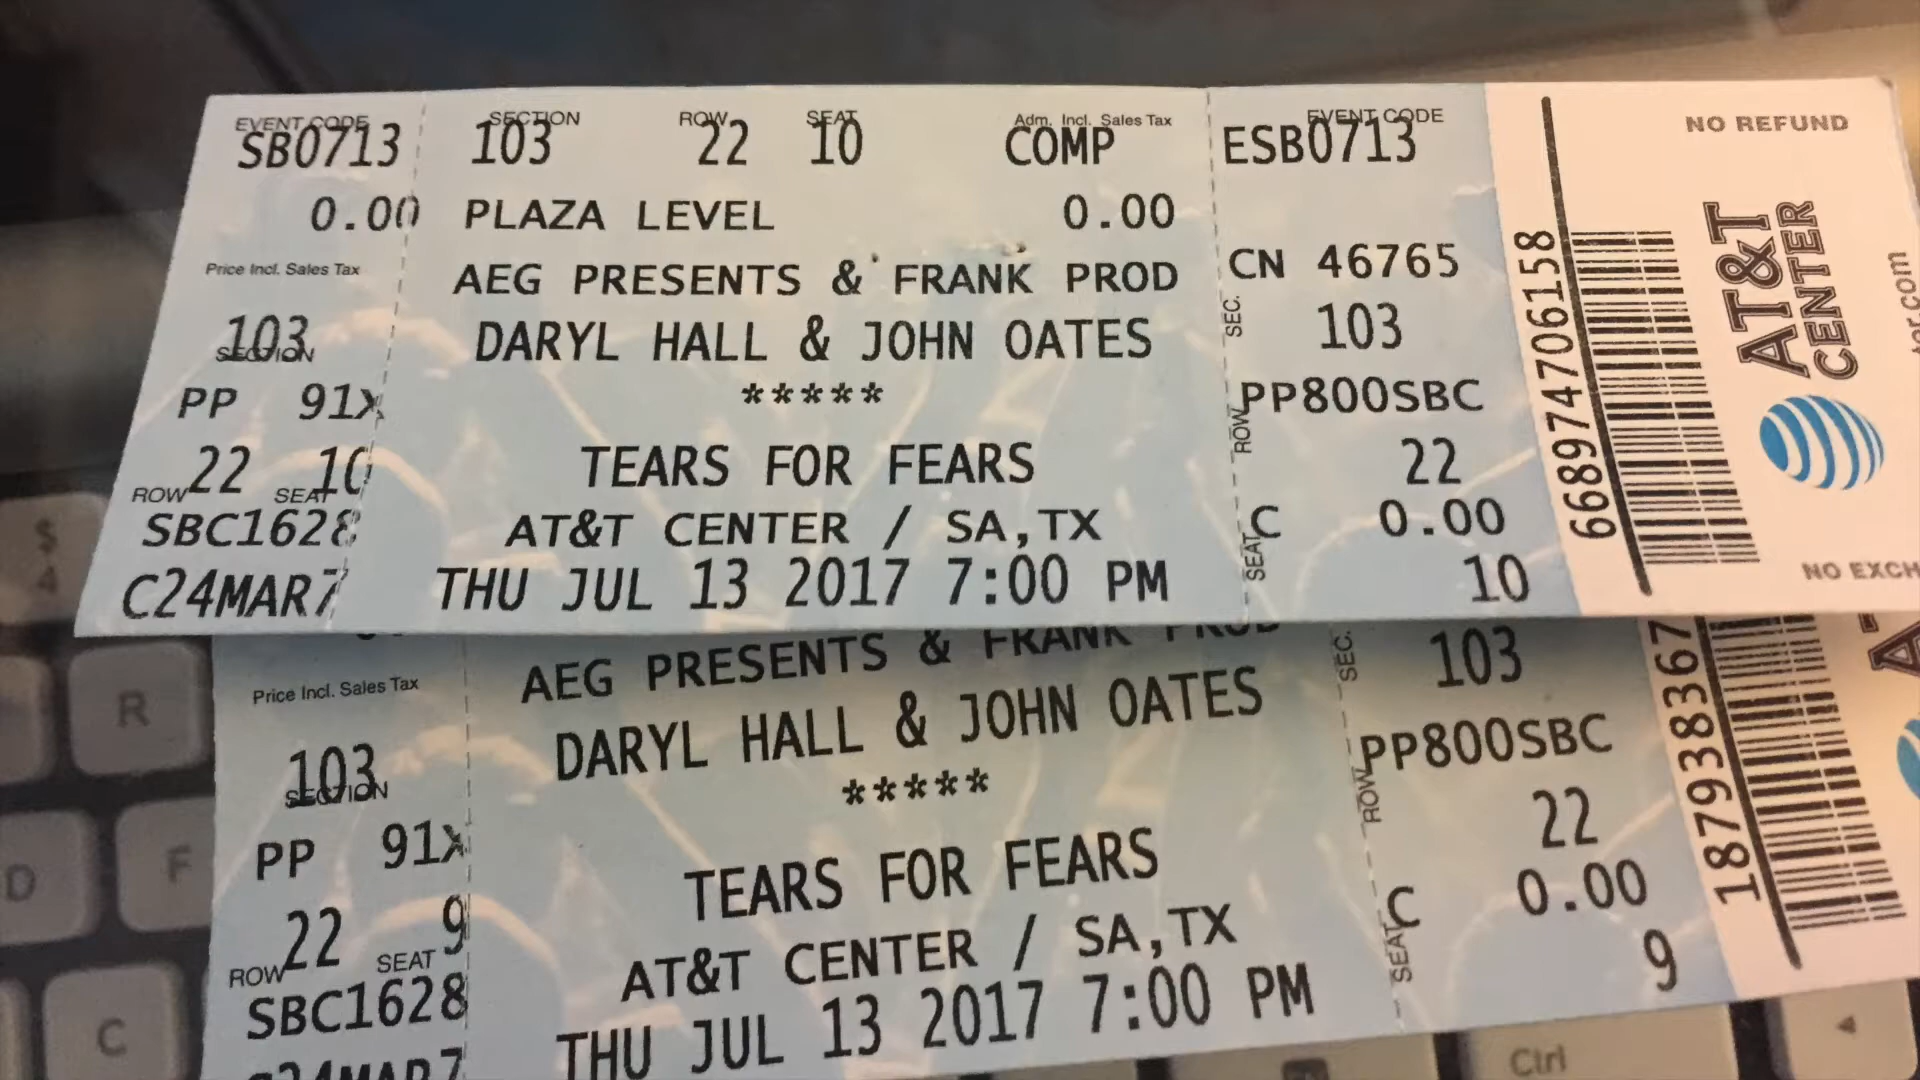 EVENT CODE SECTION ROW SEAT Adm. Incl. Sales Tax EVENT CODE
SB0713 103 22 10 COMP ESB0713
0.00 PLAZA LEVEL 0.00
AEG PRESENTS & FRANK PROD CN 46765
Price Incl. Sales Tax
103 DARYL HALL & JOHN OATES SEC. 103
SECTION
PP 91X ***** PP800SBC
22 10 TEARS FOR FEARS ROW 22
ROW SEAT
SBC1628 AT&T CENTER / SA,TX C 0.00
C24MAR7 THU JUL 13 2017 7:00 PM SEAT 10
668974706158
NO REFUND
AT&T
CENTER
AEG PRESENTS & FRANK PROD
Price Incl. Sales Tax
103 DARYL HALL & JOHN OATES SEC. 103
SECTION
PP 91X ***** PP800SBC
22 9 TEARS FOR FEARS ROW 22
ROW SEAT
SBC1628 AT&T CENTER / SA,TX C 0.00
THU JUL 13 2017 7:00 PM SEAT 9
$
4
R
D
F
C
Ctrl